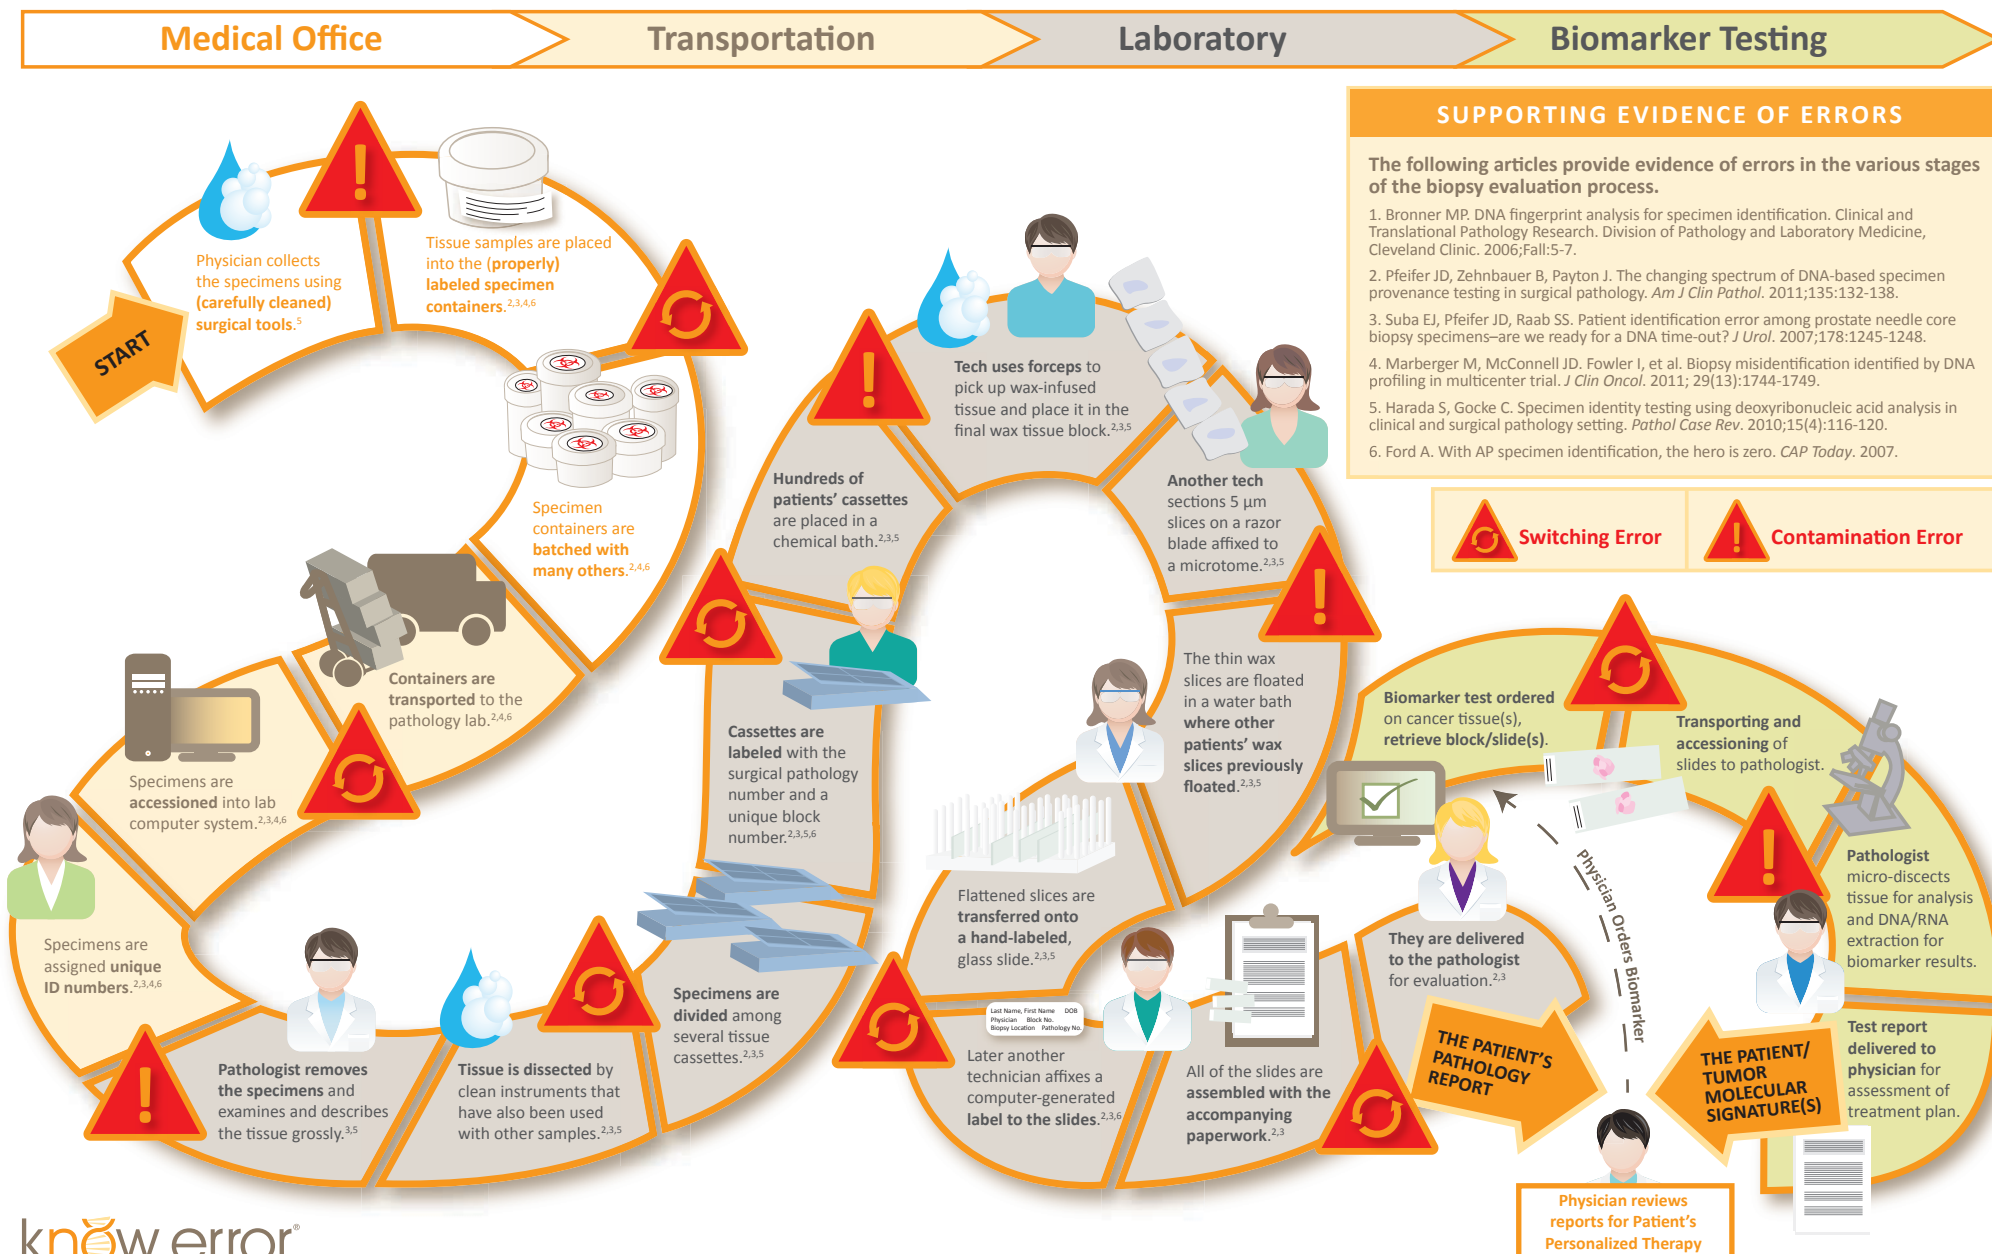 Medical Office
Transportation
Laboratory
Biomarker Testing
START
Physician collects
the specimens using
(carefully cleaned)
surgical tools.5
Tissue samples are placed
into the (properly)
labeled specimen
containers.2,3,4,6
Specimen
containers are
batched with
many others.2,4,6
Containers are
transported to the
pathology lab.2,4,6
Specimens are
accessioned into lab
computer system.2,3,4,6
Specimens are
assigned unique
ID numbers.2,3,4,6
Pathologist removes
the specimens and
examines and describes
the tissue grossly.3,5
Tissue is dissected by
clean instruments that
have also been used
with other samples.2,3,5
Specimens are
divided among
several tissue
cassettes.2,3,5
Cassettes are
labeled with the
surgical pathology
number and a
unique block
number.2,3,5,6
Hundreds of
patients’ cassettes
are placed in a
chemical bath.2,3,5
Tech uses forceps to
pick up wax-infused
tissue and place it in the
final wax tissue block.2,3,5
Another tech
sections 5 µm
slices on a razor
blade affixed to
a microtome.2,3,5
The thin wax
slices are floated
in a water bath
where other
patients’ wax
slices previously
floated.2,3,5
Flattened slices are
transferred onto
a hand-labeled,
glass slide.2,3,5
Last Name, First Name DOB
Physician Block No.
Biopsy Location Pathology No.
Later another
technician affixes a
computer-generated
label to the slides.2,3,6
All of the slides are
assembled with the
accompanying
paperwork.2,3
They are delivered
to the pathologist
for evaluation.2,3
THE PATIENT’S
PATHOLOGY
REPORT
Physician Orders Biomarker
Biomarker test ordered
on cancer tissue(s),
retrieve block/slide(s).
Transporting and
accessioning of
slides to pathologist.
Pathologist
micro-discects
tissue for analysis
and DNA/RNA
extraction for
biomarker results.
Test report
delivered to
physician for
assessment of
treatment plan.
THE PATIENT/
TUMOR
MOLECULAR
SIGNATURE(S)
Physician reviews
reports for Patient’s
Personalized Therapy
SUPPORTING EVIDENCE OF ERRORS
The following articles provide evidence of errors in the various stages
of the biopsy evaluation process.
1. Bronner MP. DNA fingerprint analysis for specimen identification. Clinical and
Translational Pathology Research. Division of Pathology and Laboratory Medicine,
Cleveland Clinic. 2006;Fall:5-7.
2. Pfeifer JD, Zehnbauer B, Payton J. The changing spectrum of DNA-based specimen
provenance testing in surgical pathology. Am J Clin Pathol. 2011;135:132-138.
3. Suba EJ, Pfeifer JD, Raab SS. Patient identification error among prostate needle core
biopsy specimens–are we ready for a DNA time-out? J Urol. 2007;178:1245-1248.
4. Marberger M, McConnell JD. Fowler I, et al. Biopsy misidentification identified by DNA
profiling in multicenter trial. J Clin Oncol. 2011; 29(13):1744-1749.
5. Harada S, Gocke C. Specimen identity testing using deoxyribonucleic acid analysis in
clinical and surgical pathology setting. Pathol Case Rev. 2010;15(4):116-120.
6. Ford A. With AP specimen identification, the hero is zero. CAP Today. 2007.
Switching Error
Contamination Error
know error®